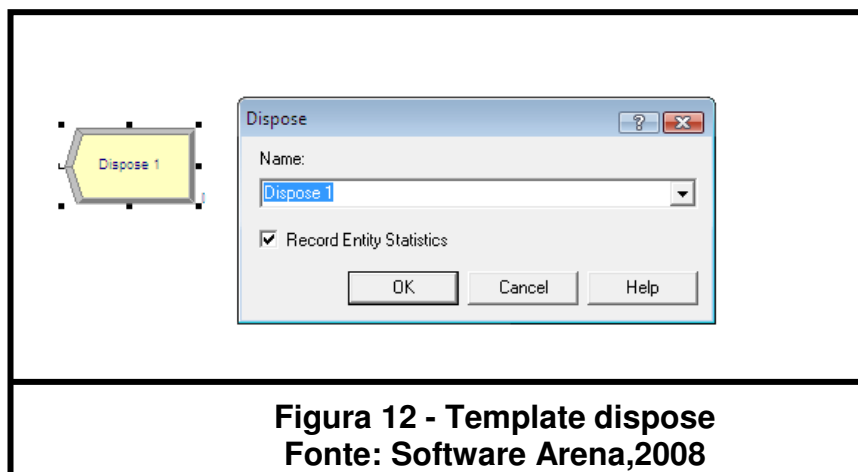 Dispose 1
Dispose
Name:
Dispose 1
Record Entity Statistics
OK Cancel Help
Figura 12 - Template dispose
Fonte: Software Arena,2008